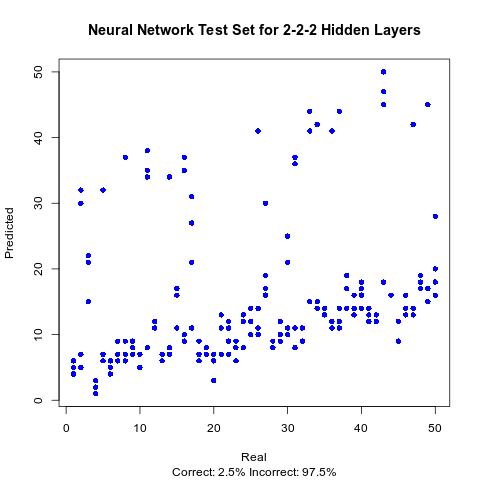 Neural Network Test Set for 2-2-2 Hidden Layers
Predicted
50
40
30
20
10
0
0 10 20 30 40 50
Real
Correct: 2.5% Incorrect: 97.5%